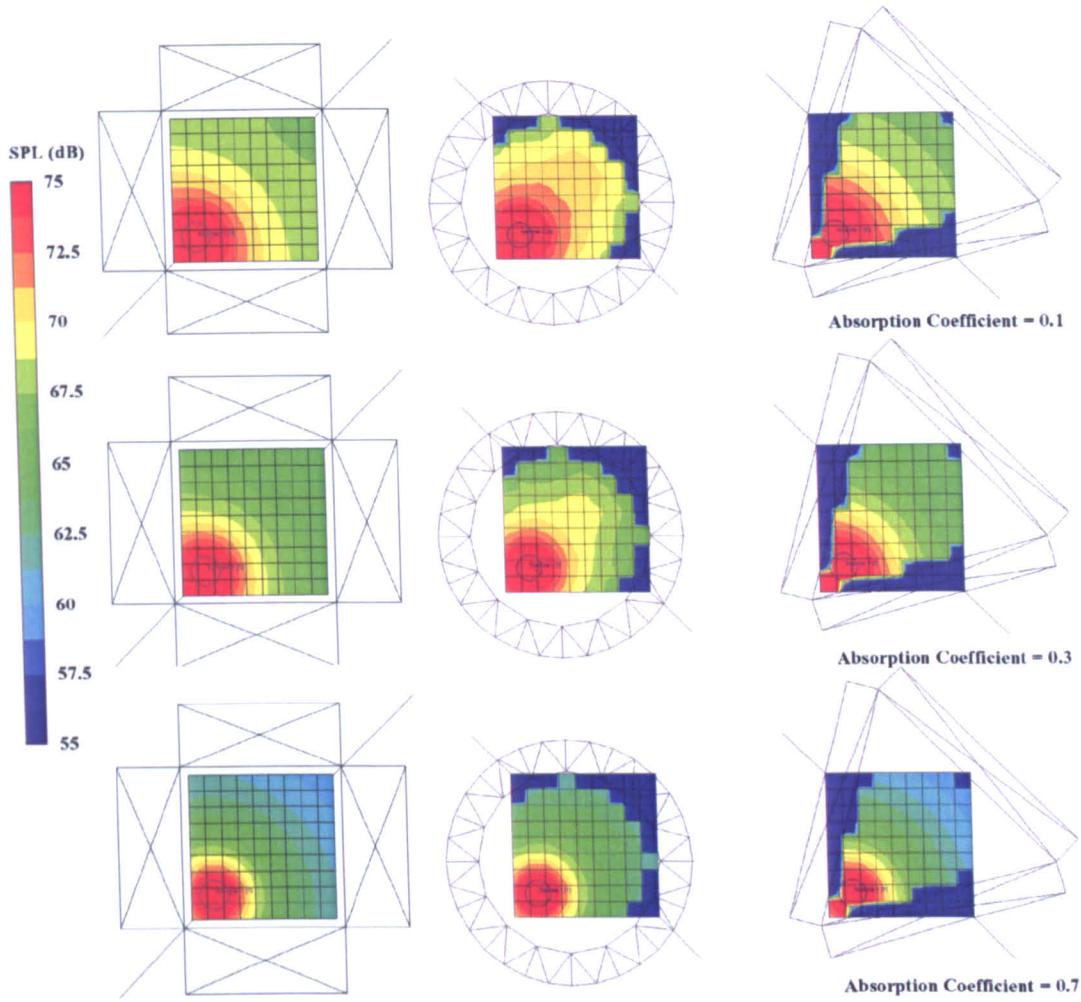 SPL (dB)
75
72.5
70
67.5
65
62.5
60
57.5
55
Absorption Coefficient = 0.1
Absorption Coefficient = 0.3
Absorption Coefficient = 0.7